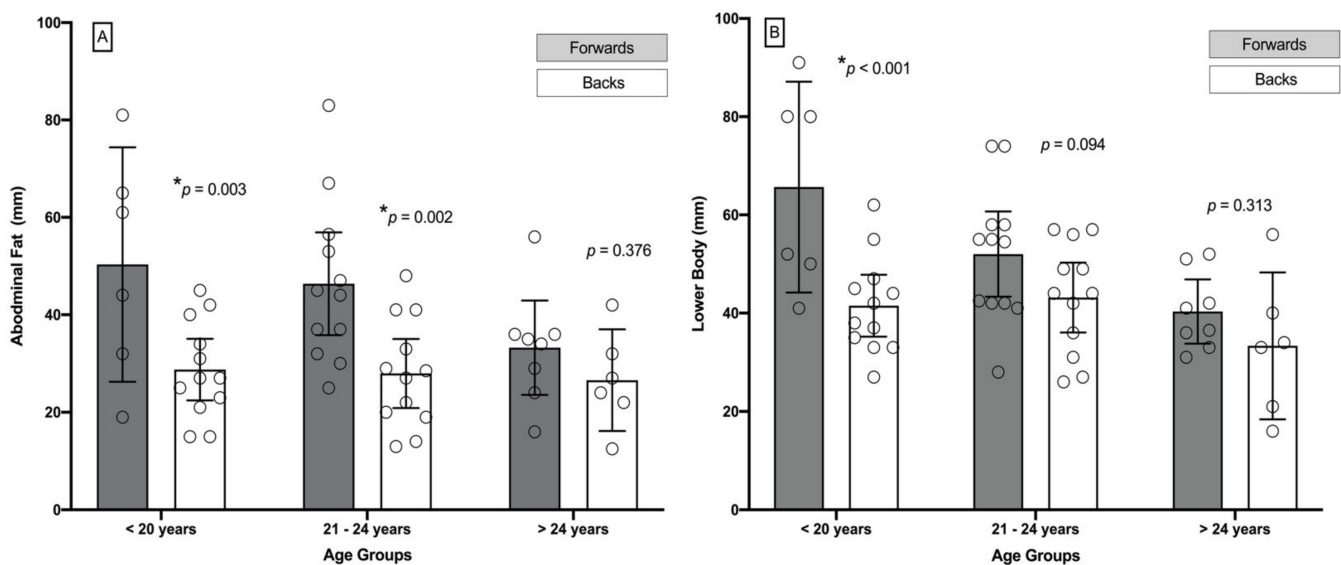 A
Forwards
Backs
100
80
60
40
20
0
Abodminal Fat (mm)
*p = 0.003
*p = 0.002
p = 0.376
< 20 years
21 - 24 years
> 24 years
Age Groups
B
Forwards
Backs
100
80
60
40
20
0
Lower Body (mm)
*p < 0.001
p = 0.094
p = 0.313
< 20 years
21 - 24 years
> 24 years
Age Groups